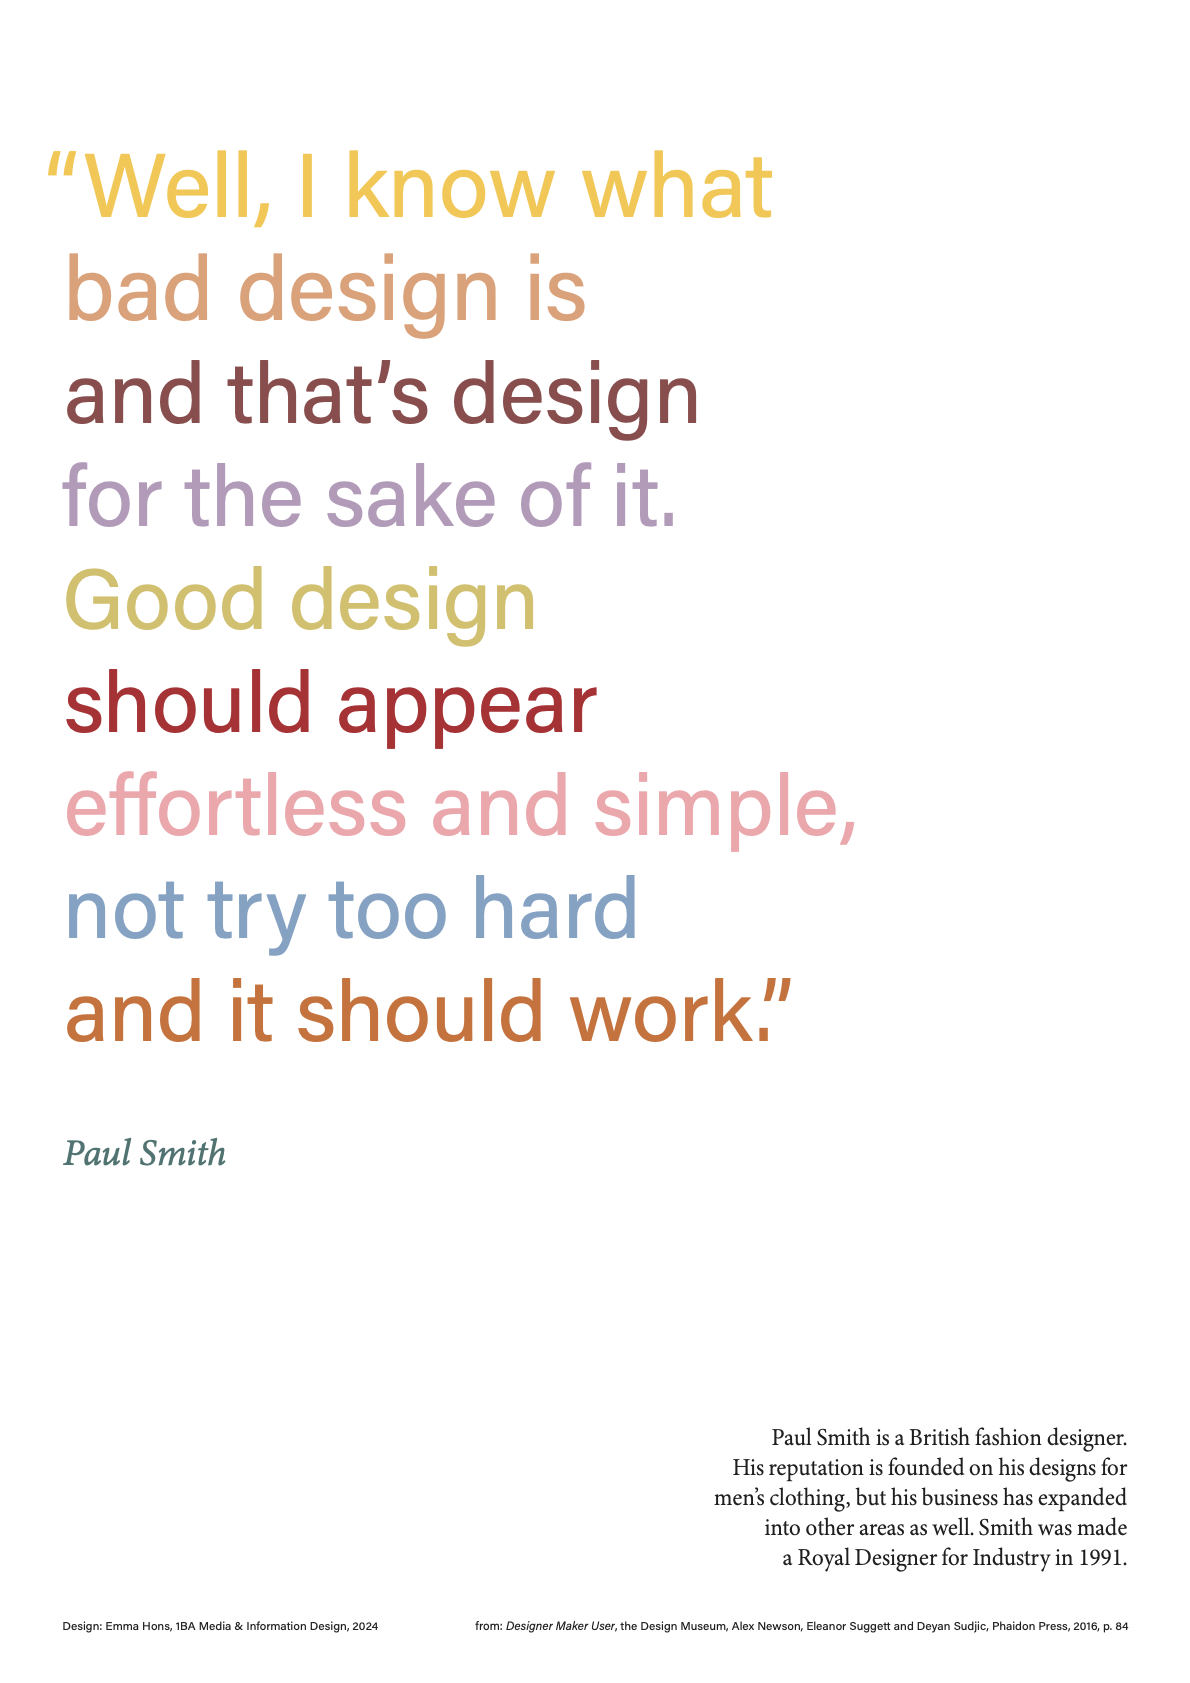 “Well, I know what
bad design is
and that’s design
for the sake of it.
Good design
should appear
effortless and simple,
not try too hard
and it should work.”
Paul Smith
Paul Smith is a British fashion designer.
His reputation is founded on his designs for
men’s clothing, but his business has expanded
into other areas as well. Smith was made
a Royal Designer for Industry in 1991.
Design: Emma Hons, 1BA Media & Information Design, 2024
from: Designer Maker User, the Design Museum, Alex Newson, Eleanor Suggett and Deyan Sudjic, Phaidon Press, 2016, p. 84